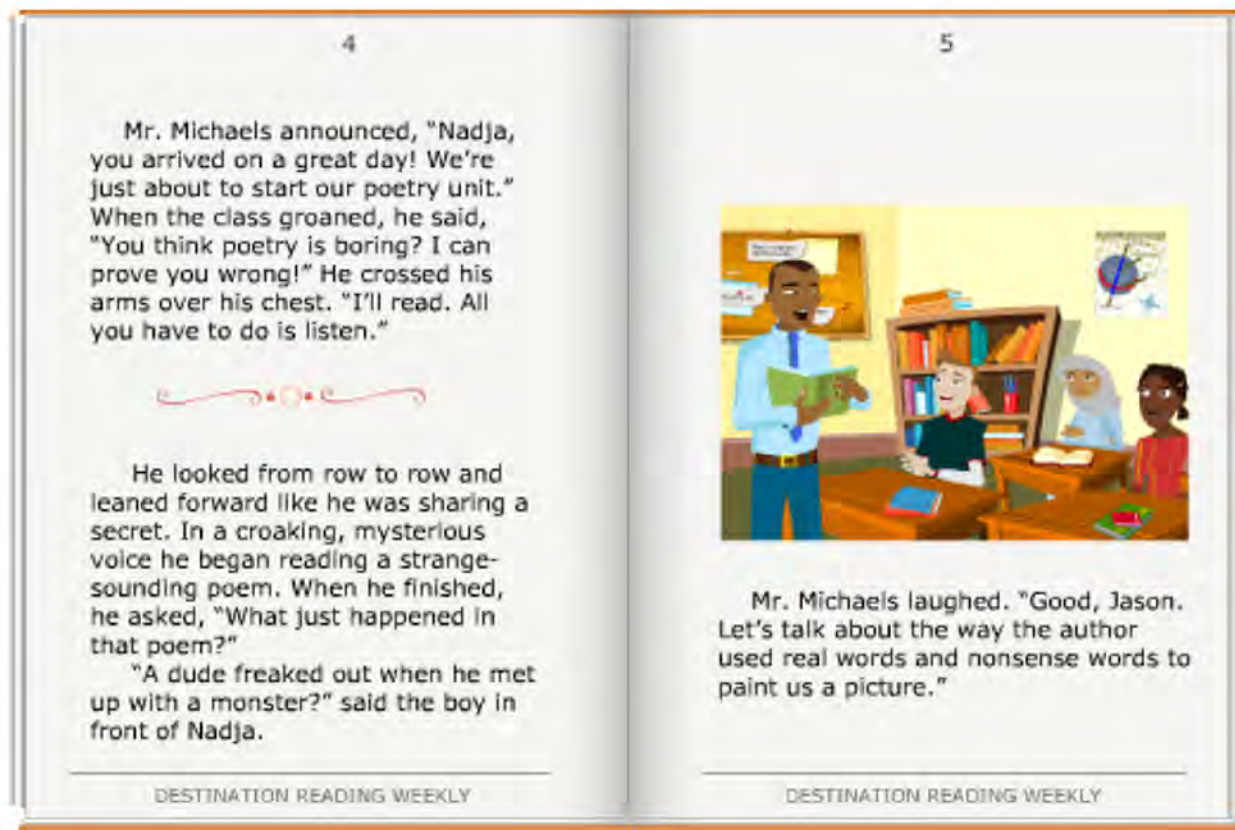 4
Mr. Michaels announced, “Nadja,
you arrived on a great day! We’re
just about to start our poetry unit.”
When the class groaned, he said,
“You think poetry is boring? I can
prove you wrong!” He crossed his
arms over his chest. “I’ll read. All
you have to do is listen.”
He looked from row to row and
leaned forward like he was sharing a
secret. In a croaking, mysterious
voice he began reading a strange-
sounding poem. When he finished,
he asked, “What just happened in
that poem?”
“A dude freaked out when he met
up with a monster?” said the boy in
front of Nadja.
DESTINATION READING WEEKLY
5
Mr. Michaels laughed. “Good, Jason.
Let’s talk about the way the author
used real words and nonsense words to
paint us a picture.”
DESTINATION READING WEEKLY